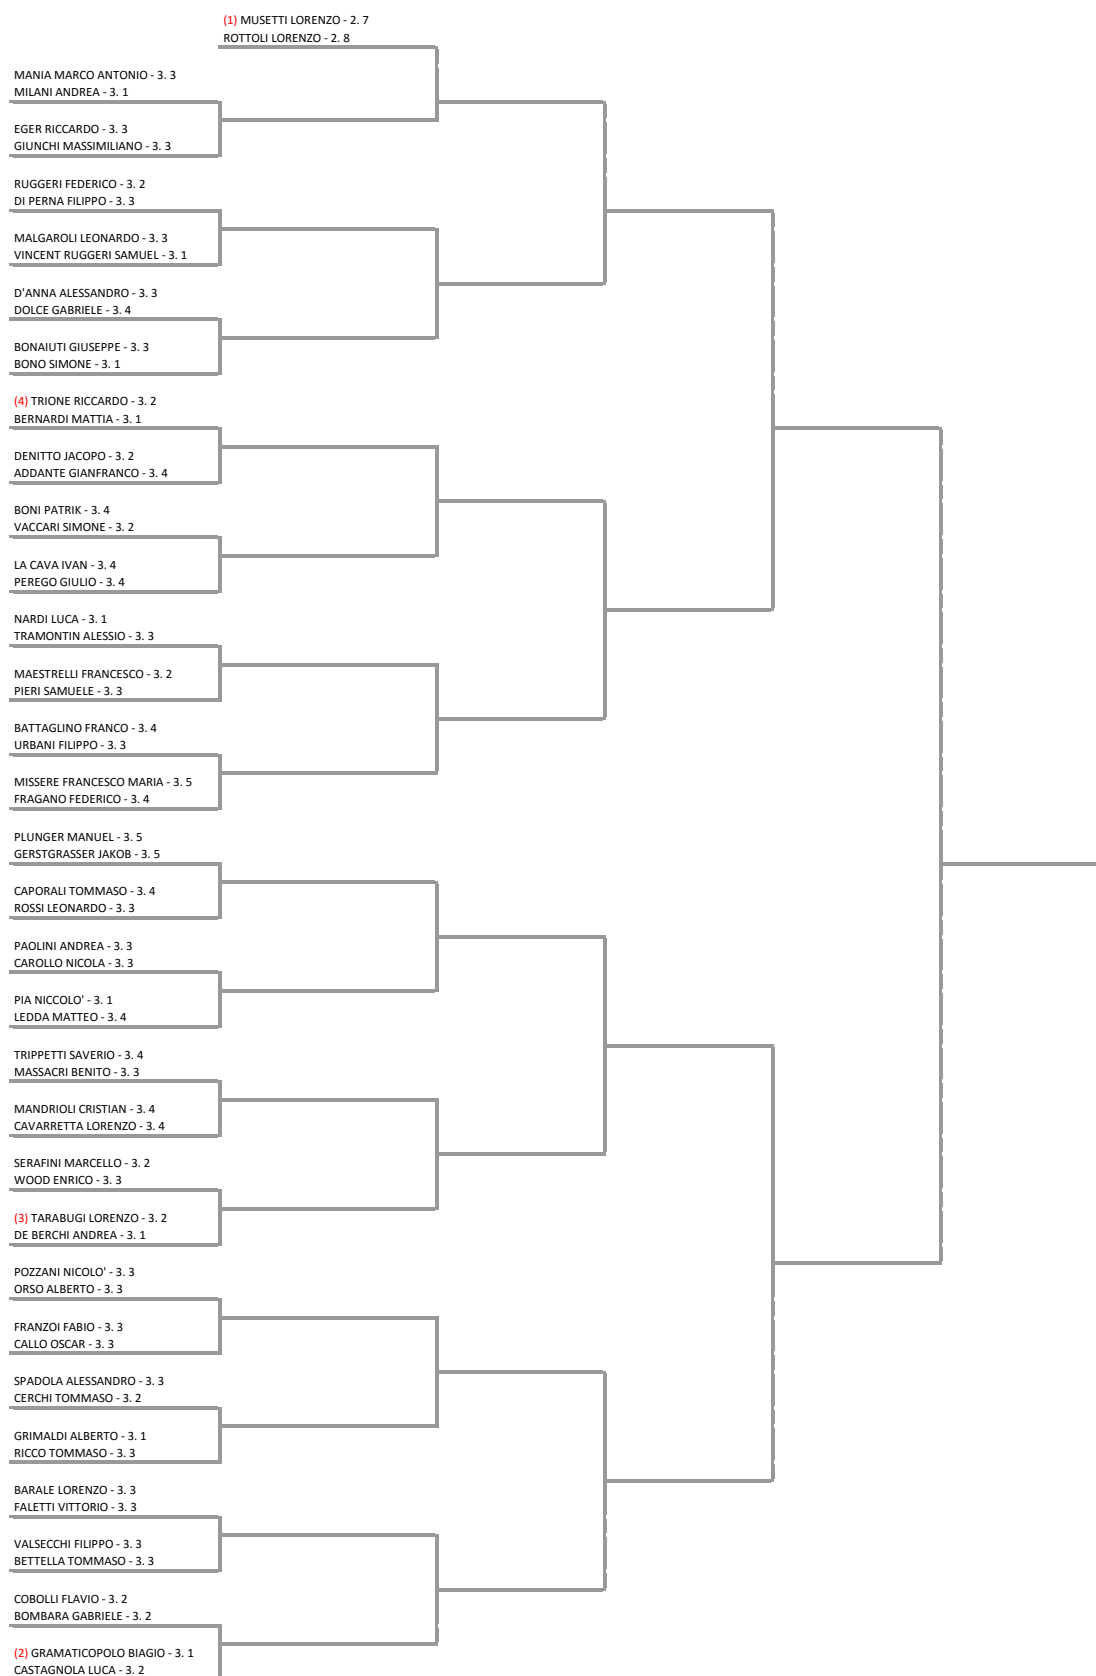 (1) MUSETTI LORENZO - 2. 7
ROTTOLI LORENZO - 2. 8
MANIA MARCO ANTONIO - 3. 3
MILANI ANDREA - 3. 1
EGER RICCARDO - 3. 3
GIUNCHI MASSIMILIANO - 3. 3
RUGGERI FEDERICO - 3. 2
DI PERNA FILIPPO - 3. 3
MALGAROLI LEONARDO - 3. 3
VINCENT RUGGERI SAMUEL - 3. 1
D'ANNA ALESSANDRO - 3. 3
DOLCE GABRIELE - 3. 4
BONAIUTI GIUSEPPE - 3. 3
BONO SIMONE - 3. 1
(4) TRIONE RICCARDO - 3. 2
BERNARDI MATTIA - 3. 1
DENITTO JACOPO - 3. 2
ADDANTE GIANFRANCO - 3. 4
BONI PATRIK - 3. 4
VACCARI SIMONE - 3. 2
LA CAVA IVAN - 3. 4
PEREGO GIULIO - 3. 4
NARDI LUCA - 3. 1
TRAMONTIN ALESSIO - 3. 3
MAESTRELLI FRANCESCO - 3. 2
PIERI SAMUELE - 3. 3
BATTAGLINO FRANCO - 3. 4
URBANI FILIPPO - 3. 3
MISSERE FRANCESCO MARIA - 3. 5
FRAGANO FEDERICO - 3. 4
PLUNGER MANUEL - 3. 5
GERSTGRASSER JAKOB - 3. 5
CAPORALI TOMMASO - 3. 4
ROSSI LEONARDO - 3. 3
PAOLINI ANDREA - 3. 3
CAROLLO NICOLA - 3. 3
PIA NICCOLO' - 3. 1
LEDDA MATTEO - 3. 4
TRIPPETTI SAVERIO - 3. 4
MASSACRI BENITO - 3. 3
MANDRIOLI CRISTIAN - 3. 4
CAVARRETTA LORENZO - 3. 4
SERAFINI MARCELLO - 3. 2
WOOD ENRICO - 3. 3
(3) TARABUGI LORENZO - 3. 2
DE BERCHI ANDREA - 3. 1
POZZANI NICOLO' - 3. 3
ORSO ALBERTO - 3. 3
FRANZOI FABIO - 3. 3
CALLO OSCAR - 3. 3
SPADOLA ALESSANDRO - 3. 3
CERCHI TOMMASO - 3. 2
GRIMALDI ALBERTO - 3. 1
RICCO TOMMASO - 3. 3
BARALE LORENZO - 3. 3
FALETTI VITTORIO - 3. 3
VALSECCHI FILIPPO - 3. 3
BETTELLA TOMMASO - 3. 3
COBOLLI FLAVIO - 3. 2
BOMBARA GABRIELE - 3. 2
(2) GRAMATICOPOLO BIAGIO - 3. 1
CASTAGNOLA LUCA - 3. 2